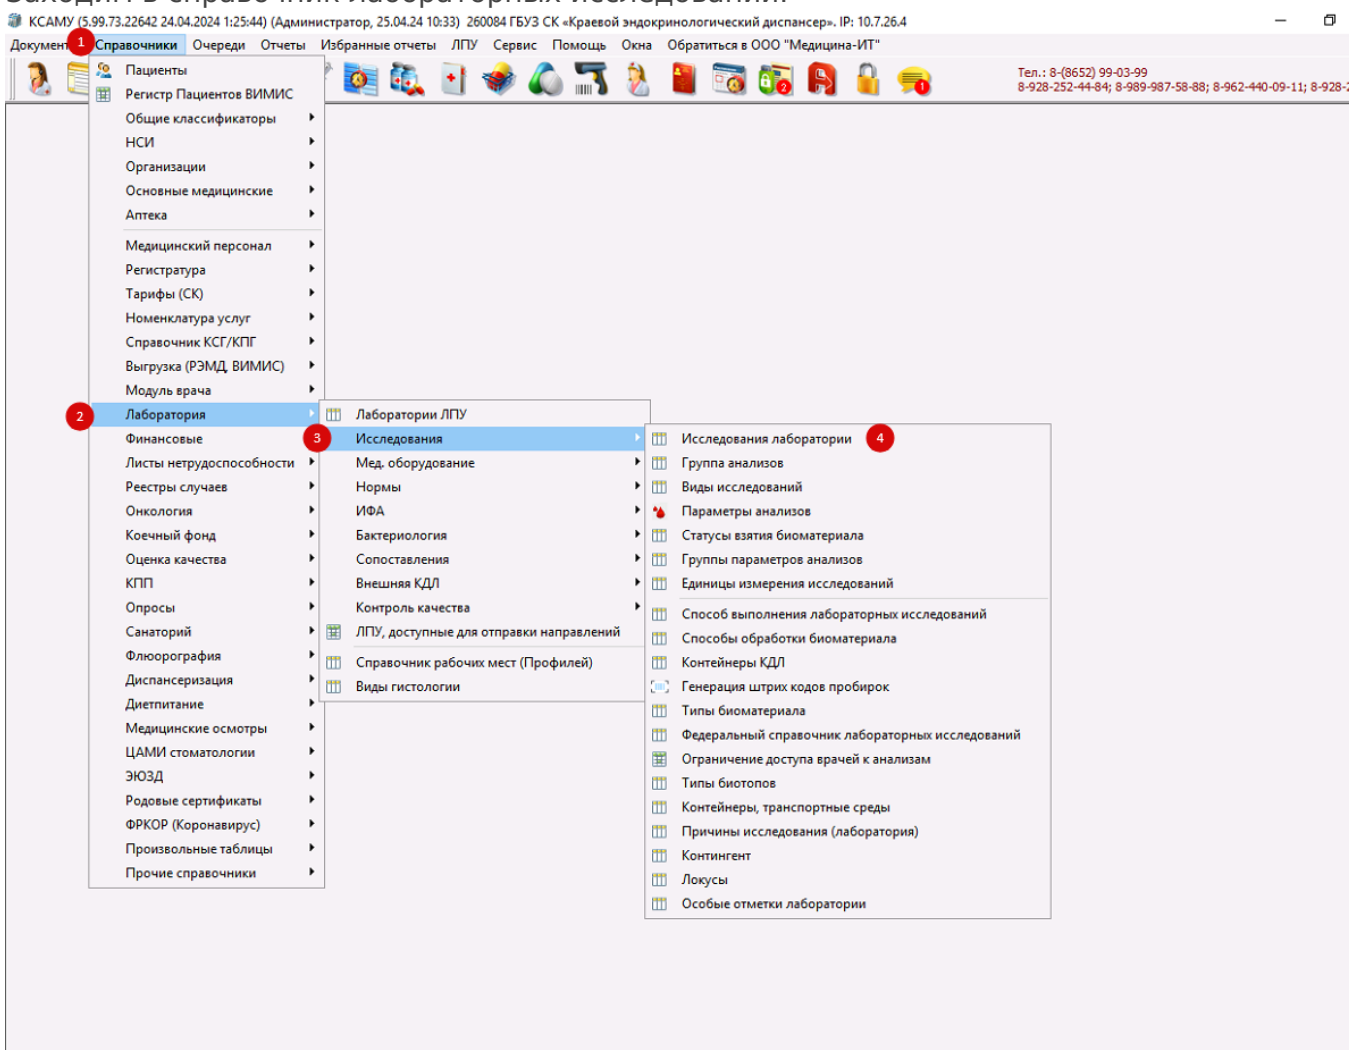 Заходим в справочник лабораторных исследований.
КСАМУ (5.99.73.22642 24.04.2024 1:25:44) (Администратор, 25.04.24 10:33) 260084 ГБУЗ СК «Краевой эндокринологический диспансер». IP: 10.7.26.4
Документ 1 Справочники Очереди Отчеты Избранные отчеты ЛПУ Сервис Помощь Окна Обратиться в ООО "Медицина-ИТ"
Тел.: 8-(8652) 99-03-99
8-928-252-44-84; 8-989-987-58-88; 8-962-440-09-11; 8-928-2
Пациенты
Регистр Пациентов ВИМИС
Общие классификаторы
НСИ
Организации
Основные медицинские
Аптека
Медицинский персонал
Регистратура
Тарифы (СК)
Номенклатура услуг
Справочник КСГ/КПГ
Выгрузка (РЭМД, ВИМИС)
Модуль врача
2 Лаборатория
Финансовые
Листы нетрудоспособности
Реестры случаев
Онкология
Коечный фонд
Оценка качества
КПП
Опросы
Санаторий
Флюорография
Диспансеризация
Диетпитание
Медицинские осмотры
ЦАМИ стоматологии
ЭЮЗД
Родовые сертификаты
ФРКОР (Коронавирус)
Произвольные таблицы
Прочие справочники
Лаборатории ЛПУ
3 Исследования
Мед. оборудование
Нормы
ИФА
Бактериология
Сопоставления
Внешняя КДЛ
Контроль качества
ЛПУ, доступные для отправки направлений
Справочник рабочих мест (Профилей)
Виды гистологии
Исследования лаборатории 4
Группа анализов
Виды исследований
Параметры анализов
Статусы взятия биоматериала
Группы параметров анализов
Единицы измерения исследований
Способ выполнения лабораторных исследований
Способы обработки биоматериала
Контейнеры КДЛ
Генерация штрих кодов пробирок
Типы биоматериала
Федеральный справочник лабораторных исследований
Ограничение доступа врачей к анализам
Типы биотопов
Контейнеры, транспортные среды
Причины исследования (лаборатория)
Контингент
Локусы
Особые отметки лаборатории